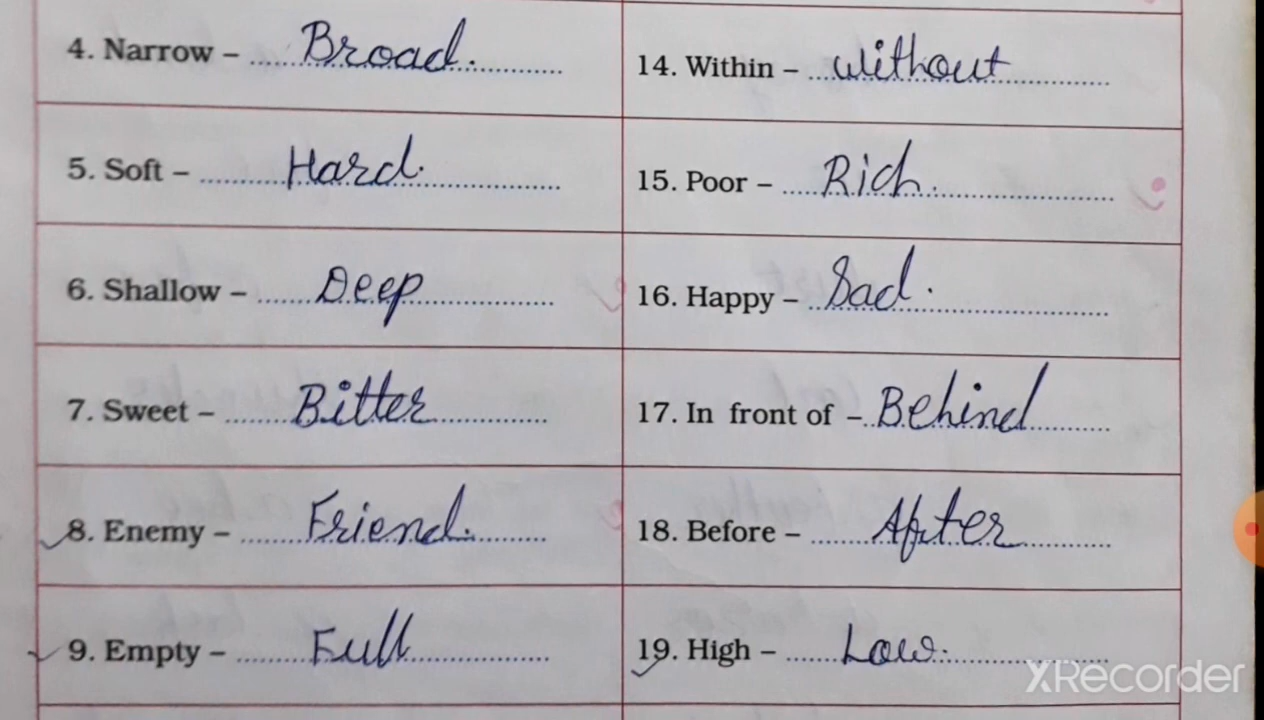 4. Narrow – Broad.
14. Within – Without
5. Soft – Hard.
15. Poor – Rich.
6. Shallow – Deep
16. Happy – Sad.
7. Sweet – Bitter
17. In front of – Behind
8. Enemy – Friend.
18. Before – After
9. Empty – Full
19. High – Low.
XRecorder